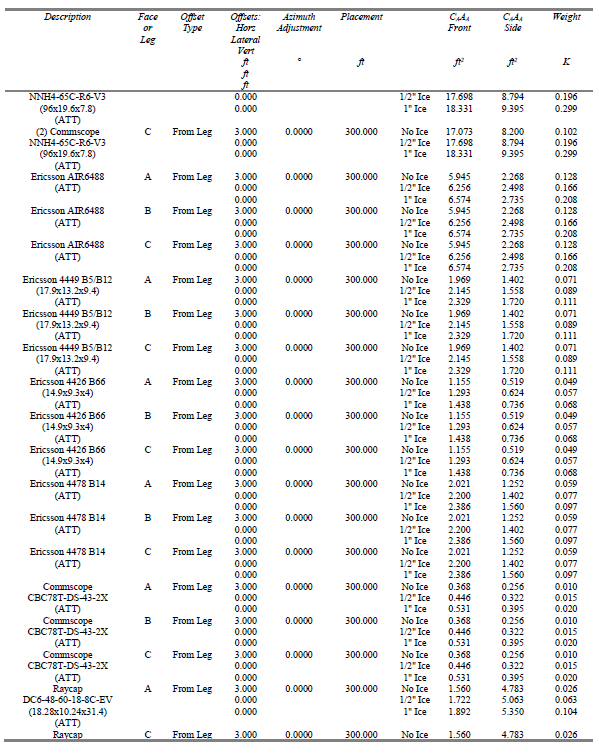 Description Face Offset Offsets: Azimuth Placement CAAA CAAA Weight
or Type Horz Adjustment Front Side
Leg Lateral
Vert
ft ° ft ft² ft² K
ft
ft
NNH4-65C-R6-V3 0.000 1/2" Ice 17.698 8.794 0.196
(96x19.6x7.8) 0.000 1" Ice 18.331 9.395 0.299
(ATT)
(2) Commscope C From Leg 3.000 0.0000 300.000 No Ice 17.073 8.200 0.102
NNH4-65C-R6-V3 0.000 1/2" Ice 17.698 8.794 0.196
(96x19.6x7.8) 0.000 1" Ice 18.331 9.395 0.299
(ATT)
Ericsson AIR6488 A From Leg 3.000 0.0000 300.000 No Ice 5.945 2.268 0.128
(ATT) 0.000 1/2" Ice 6.256 2.498 0.166
0.000 1" Ice 6.574 2.735 0.208
Ericsson AIR6488 B From Leg 3.000 0.0000 300.000 No Ice 5.945 2.268 0.128
(ATT) 0.000 1/2" Ice 6.256 2.498 0.166
0.000 1" Ice 6.574 2.735 0.208
Ericsson AIR6488 C From Leg 3.000 0.0000 300.000 No Ice 5.945 2.268 0.128
(ATT) 0.000 1/2" Ice 6.256 2.498 0.166
0.000 1" Ice 6.574 2.735 0.208
Ericsson 4449 B5/B12 A From Leg 3.000 0.0000 300.000 No Ice 1.969 1.402 0.071
(17.9x13.2x9.4) 0.000 1/2" Ice 2.145 1.558 0.089
(ATT) 0.000 1" Ice 2.329 1.720 0.111
Ericsson 4449 B5/B12 B From Leg 3.000 0.0000 300.000 No Ice 1.969 1.402 0.071
(17.9x13.2x9.4) 0.000 1/2" Ice 2.145 1.558 0.089
(ATT) 0.000 1" Ice 2.329 1.720 0.111
Ericsson 4449 B5/B12 C From Leg 3.000 0.0000 300.000 No Ice 1.969 1.402 0.071
(17.9x13.2x9.4) 0.000 1/2" Ice 2.145 1.558 0.089
(ATT) 0.000 1" Ice 2.329 1.720 0.111
Ericsson 4426 B66 A From Leg 3.000 0.0000 300.000 No Ice 1.155 0.519 0.049
(14.9x9.3x4) 0.000 1/2" Ice 1.293 0.624 0.057
(ATT) 0.000 1" Ice 1.438 0.736 0.068
Ericsson 4426 B66 B From Leg 3.000 0.0000 300.000 No Ice 1.155 0.519 0.049
(14.9x9.3x4) 0.000 1/2" Ice 1.293 0.624 0.057
(ATT) 0.000 1" Ice 1.438 0.736 0.068
Ericsson 4426 B66 C From Leg 3.000 0.0000 300.000 No Ice 1.155 0.519 0.049
(14.9x9.3x4) 0.000 1/2" Ice 1.293 0.624 0.057
(ATT) 0.000 1" Ice 1.438 0.736 0.068
Ericsson 4478 B14 A From Leg 3.000 0.0000 300.000 No Ice 2.021 1.252 0.059
(ATT) 0.000 1/2" Ice 2.200 1.402 0.077
0.000 1" Ice 2.386 1.560 0.097
Ericsson 4478 B14 B From Leg 3.000 0.0000 300.000 No Ice 2.021 1.252 0.059
(ATT) 0.000 1/2" Ice 2.200 1.402 0.077
0.000 1" Ice 2.386 1.560 0.097
Ericsson 4478 B14 C From Leg 3.000 0.0000 300.000 No Ice 2.021 1.252 0.059
(ATT) 0.000 1/2" Ice 2.200 1.402 0.077
0.000 1" Ice 2.386 1.560 0.097
Commscope A From Leg 3.000 0.0000 300.000 No Ice 0.368 0.256 0.010
CBC78T-DS-43-2X 0.000 1/2" Ice 0.446 0.322 0.015
(ATT) 0.000 1" Ice 0.531 0.395 0.020
Commscope B From Leg 3.000 0.0000 300.000 No Ice 0.368 0.256 0.010
CBC78T-DS-43-2X 0.000 1/2" Ice 0.446 0.322 0.015
(ATT) 0.000 1" Ice 0.531 0.395 0.020
Commscope C From Leg 3.000 0.0000 300.000 No Ice 0.368 0.256 0.010
CBC78T-DS-43-2X 0.000 1/2" Ice 0.446 0.322 0.015
(ATT) 0.000 1" Ice 0.531 0.395 0.020
Raycap A From Leg 3.000 0.0000 300.000 No Ice 1.560 4.783 0.026
DC6-48-60-18-8C-EV 0.000 1/2" Ice 1.722 5.063 0.063
(18.28x10.24x31.4) 0.000 1" Ice 1.892 5.350 0.104
(ATT)
Raycap C From Leg 3.000 0.0000 300.000 No Ice 1.560 4.783 0.026